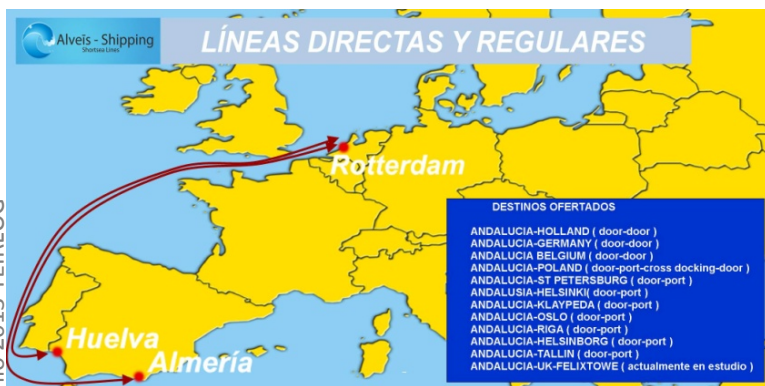 Alveïs - Shipping
Shortsea Lines
LÍNEAS DIRECTAS Y REGULARES
Rotterdam
Huelva
Almería
DESTINOS OFERTADOS
ANDALUCIA-HOLLAND ( door-door )
ANDALUCIA-GERMANY ( door-door )
ANDALUCIA BELGIUM ( door-door )
ANDALUCIA-POLAND ( door-port-cross docking-door )
ANDALUCIA-ST PETERSBURG ( door-port )
ANDALUSIA-HELSINKI( door-port )
ANDALUCIA-KLAYPEDA ( door-port )
ANDALUCIA-OSLO ( door-port )
ANDALUCIA-RIGA ( door-port )
ANDALUCIA-HELSINBORG ( door-port )
ANDALUCIA-TALLIN ( door-port )
ANDALUCIA-UK-FELIXTOWE ( actualmente en estudio )